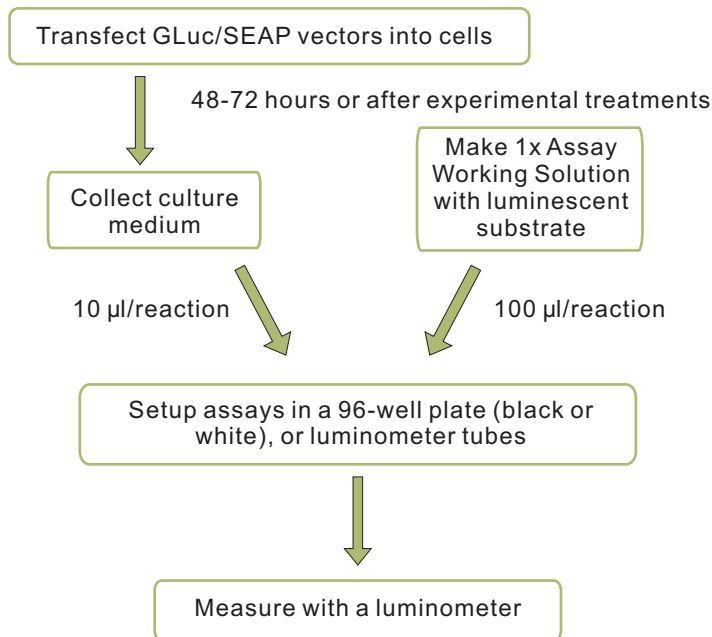 Transfect GLuc/SEAP vectors into cells
48-72 hours or after experimental treatments
Collect culture
medium
Make 1x Assay
Working Solution
with luminescent
substrate
10 µl/reaction
100 µl/reaction
Setup assays in a 96-well plate (black or
white), or luminometer tubes
Measure with a luminometer